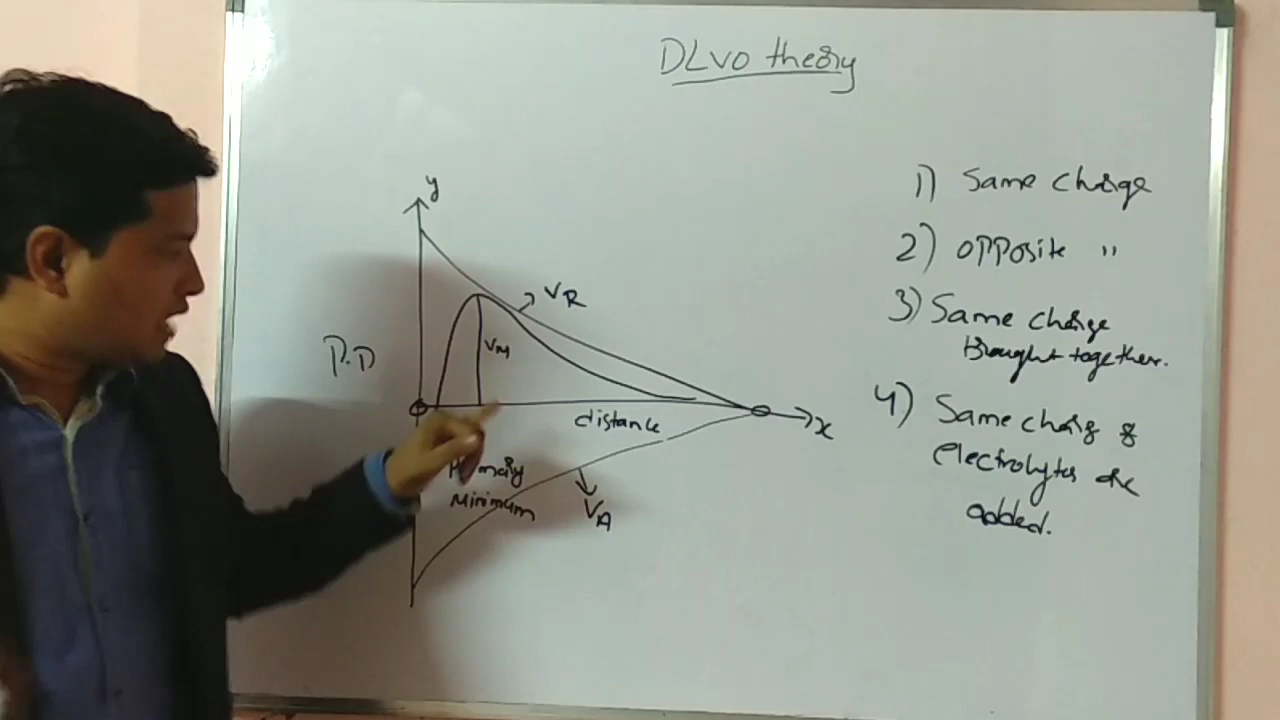 DLVO theory
y
VR
VM
P.D
distance
x
Primary
Minimum
VA
1) Same charge
2) opposite "
3) Same charge
Brought together.
4) Same charge &
electrolytes are
added.